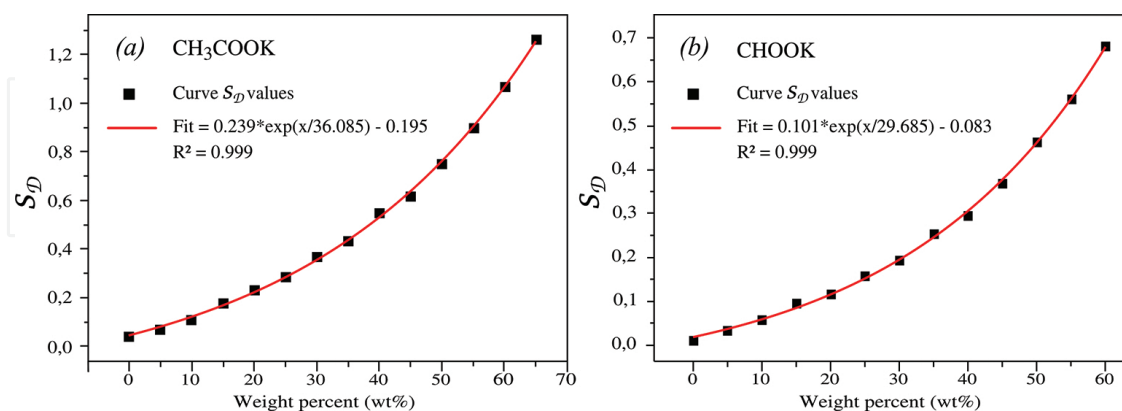 (a) CH₃COOK
Curve S_D values
Fit = 0.239*exp(x/36.085) - 0.195
R² = 0.999
S_D
1,2
1,0
0,8
0,6
0,4
0,2
0,0
0 10 20 30 40 50 60 70
Weight percent (wt%)
(b) CHOOK
Curve S_D values
Fit = 0.101*exp(x/29.685) - 0.083
R² = 0.999
S_D
0,7
0,6
0,5
0,4
0,3
0,2
0,1
0,0
0 10 20 30 40 50 60
Weight percent (wt%)